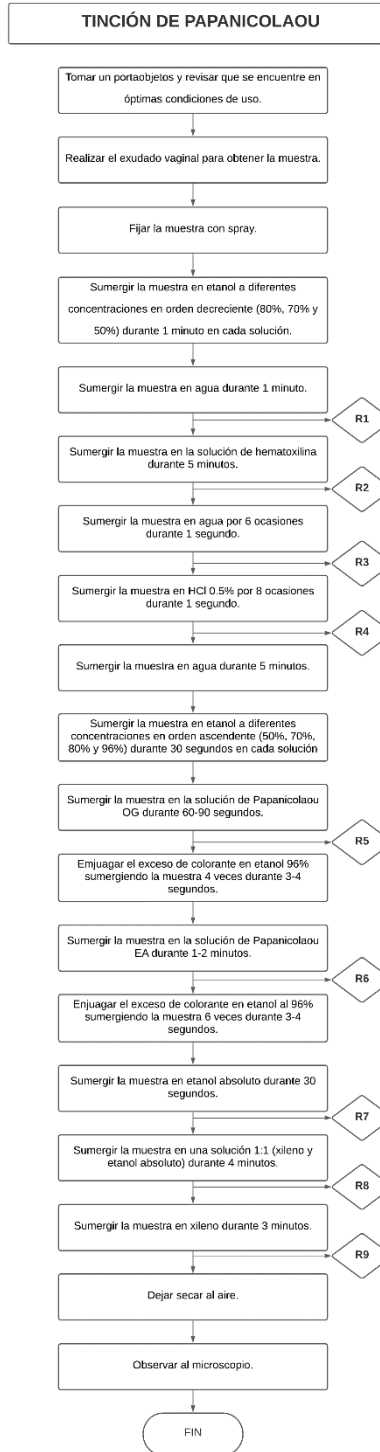 TINCIÓN DE PAPANICOLAOU
Tomar un portaobjetos y revisar que se encuentre en
óptimas condiciones de uso.
Realizar el exudado vaginal para obtener la muestra.
Fijar la muestra con spray.
Sumergir la muestra en etanol a diferentes
concentraciones en orden decreciente (80%, 70% y
50%) durante 1 minuto en cada solución.
Sumergir la muestra en agua durante 1 minuto.
R1
Sumergir la muestra en la solución de hematoxilina
durante 5 minutos.
R2
Sumergir la muestra en agua por 6 ocasiones
durante 1 segundo.
R3
Sumergir la muestra en HCl 0.5% por 8 ocasiones
durante 1 segundo.
R4
Sumergir la muestra en agua durante 5 minutos.
Sumergir la muestra en etanol a diferentes
concentraciones en orden ascendente (50%, 70%,
80% y 96%) durante 30 segundos en cada solución
Sumergir la muestra en la solución de Papanicolaou
OG durante 60-90 segundos.
R5
Emjuagar el exceso de colorante en etanol 96%
sumergiendo la muestra 4 veces durante 3-4
segundos.
Sumergir la muestra en la solución de Papanicolaou
EA durante 1-2 minutos.
R6
Enjuagar el exceso de colorante en etanol al 96%
sumergiendo la muestra 6 veces durante 3-4
segundos.
Sumergir la muestra en etanol absoluto durante 30
segundos.
R7
Sumergir la muestra en una solución 1:1 (xileno y
etanol absoluto) durante 4 minutos.
R8
Sumergir la muestra en xileno durante 3 minutos.
R9
Dejar secar al aire.
Observar al microscopio.
FIN